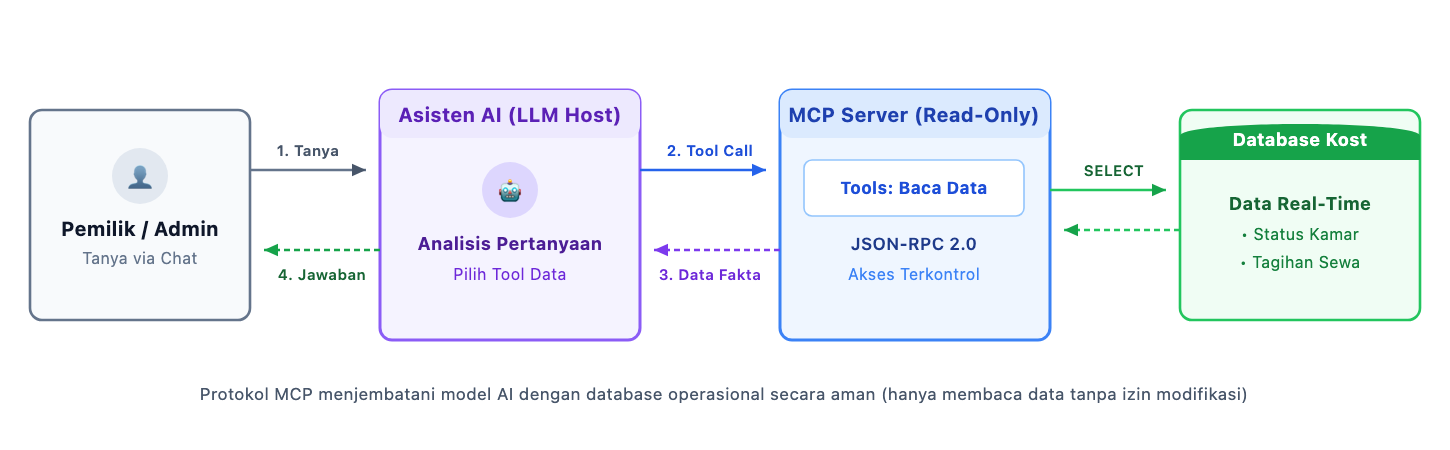 Pemilik / Admin
Tanya via Chat
1. Tanya
4. Jawaban
Asisten AI (LLM Host)
Analisis Pertanyaan
Pilih Tool Data
2. Tool Call
3. Data Fakta
MCP Server (Read-Only)
Tools: Baca Data
JSON-RPC 2.0
Akses Terkontrol
SELECT
Database Kost
Data Real-Time
• Status Kamar
• Tagihan Sewa
Protokol MCP menjembatani model AI dengan database operasional secara aman (hanya membaca data tanpa izin modifikasi)